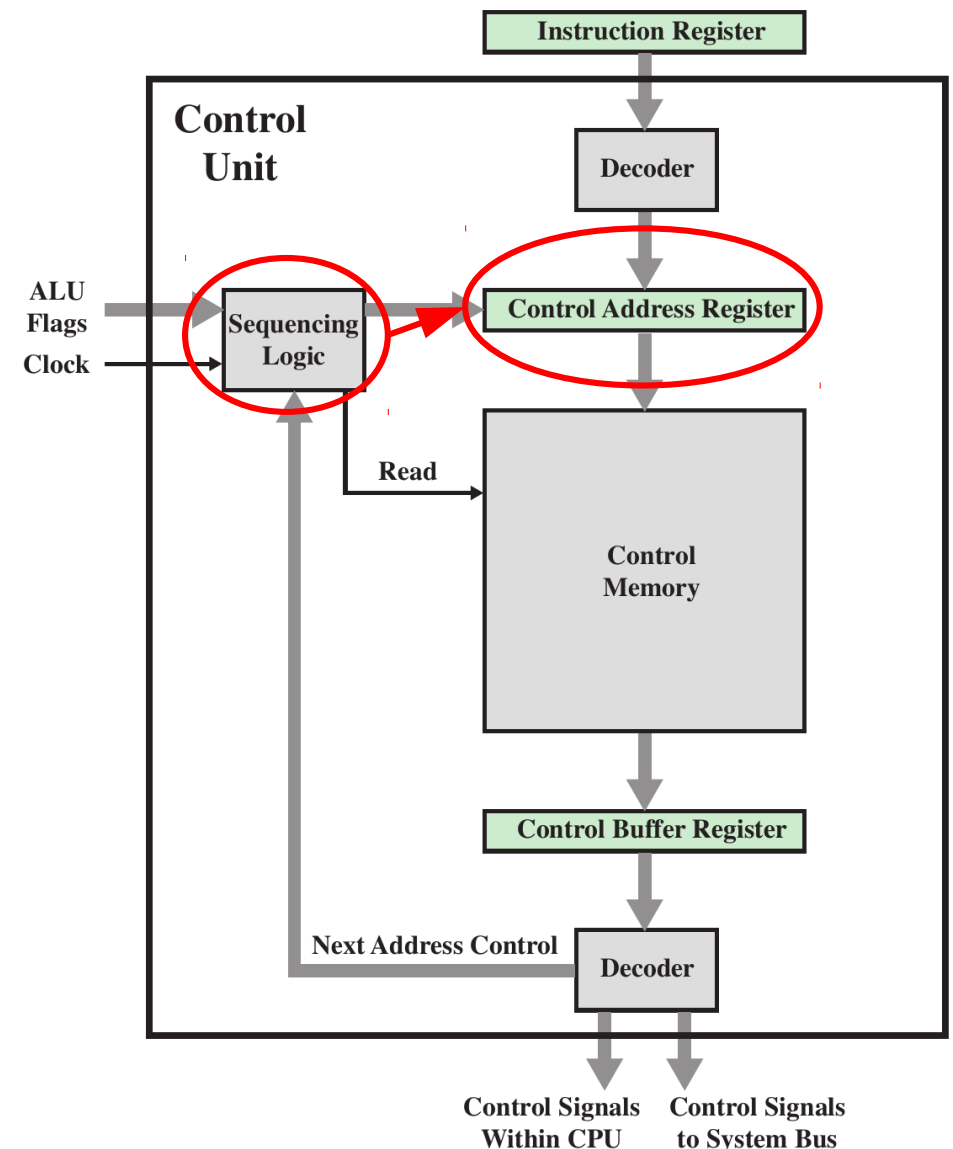 Instruction Register
Control
Unit
Decoder
ALU
Flags
Clock
Sequencing
Logic
Control Address Register
Read
Control
Memory
Control Buffer Register
Next Address Control
Decoder
Control Signals
Within CPU
Control Signals
to System Bus